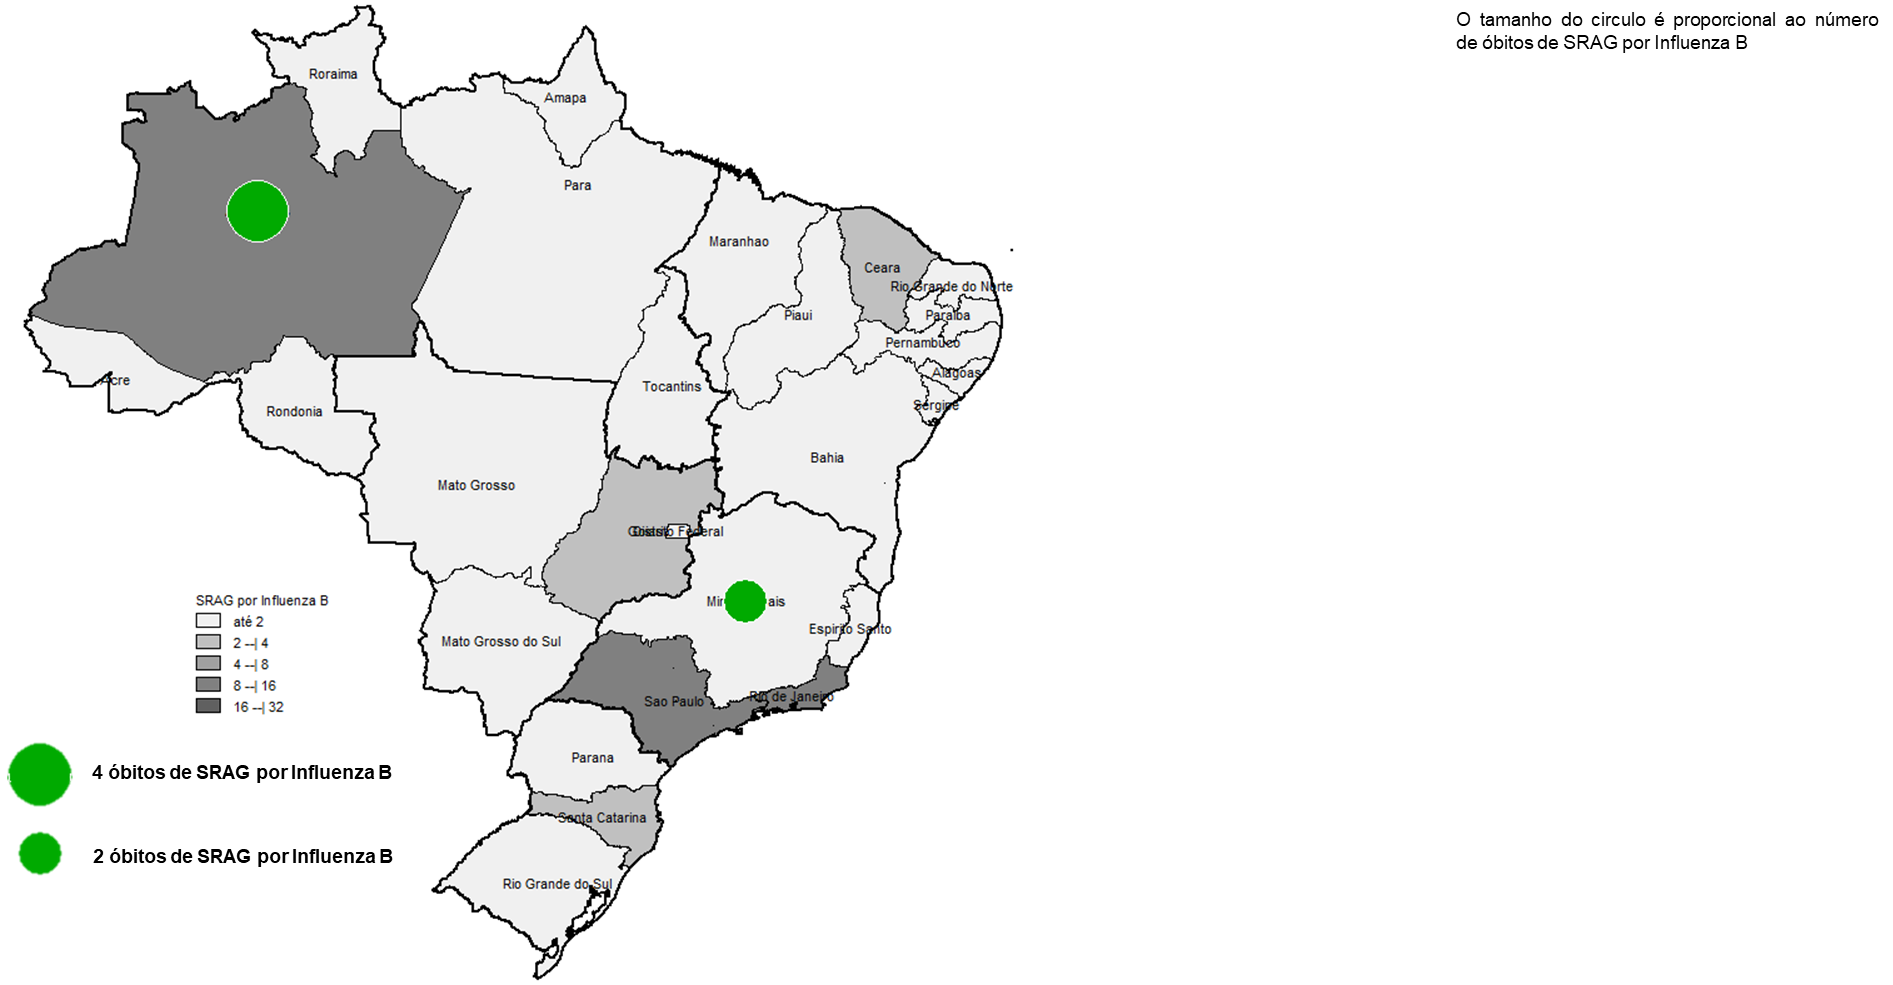 O tamanho do circulo é proporcional ao número
de óbitos de SRAG por Influenza B
Roraima
Amapa
Para
Maranhao
Ceara
Rio Grande do Norte
Piaui
Paraiba
Pernambuco
Alagoas
Sergipe
Acre
Tocantins
Rondonia
Bahia
Mato Grosso
Distrito Federal
Mato Grosso do Sul
Espirito Santo
Sao Paulo
Rio de Janeiro
Parana
Santa Catarina
Rio Grande do Sul
SRAG por Influenza B
até 2
2 --| 4
4 --| 8
8 --| 16
16 --| 32
4 óbitos de SRAG por Influenza B
2 óbitos de SRAG por Influenza B